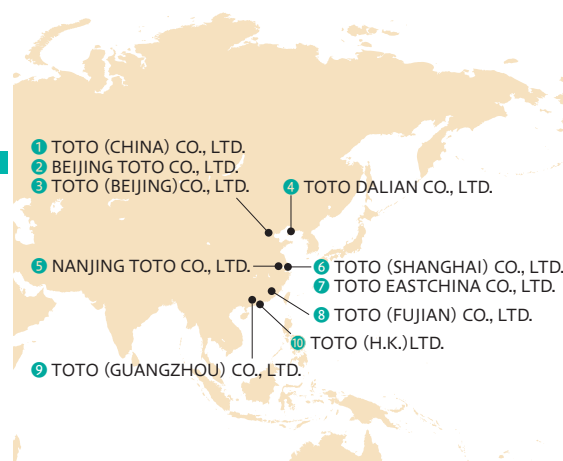 1 TOTO (CHINA) CO., LTD.
2 BEIJING TOTO CO., LTD.
3 TOTO (BEIJING)CO., LTD.
4 TOTO DALIAN CO., LTD.
5 NANJING TOTO CO., LTD.
6 TOTO (SHANGHAI) CO., LTD.
7 TOTO EASTCHINA CO., LTD.
8 TOTO (FUJIAN) CO., LTD.
10 TOTO (H.K.)LTD.
9 TOTO (GUANGZHOU) CO., LTD.